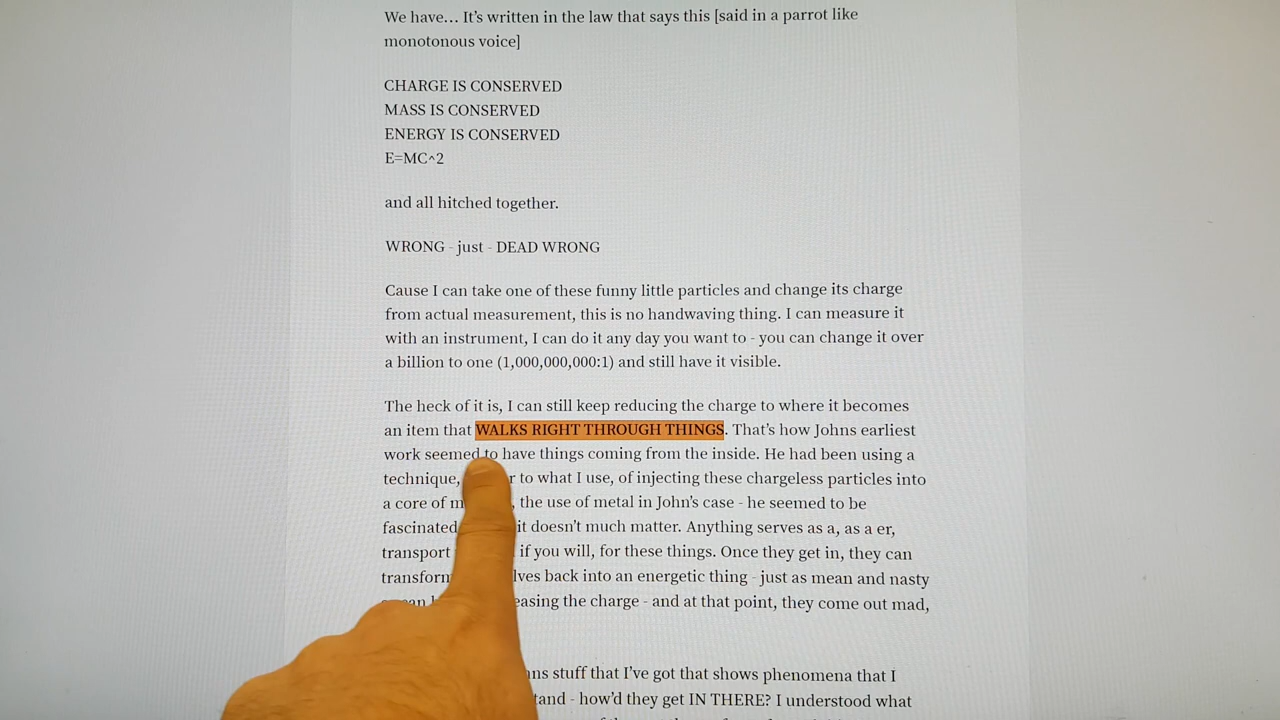 We have... It's written in the law that says this [said in a parrot like
monotonous voice]
CHARGE IS CONSERVED
MASS IS CONSERVED
ENERGY IS CONSERVED
E=MC^2
and all hitched together.
WRONG - just - DEAD WRONG
Cause I can take one of these funny little particles and change its charge
from actual measurement, this is no handwaving thing. I can measure it
with an instrument, I can do it any day you want to - you can change it over
a billion to one (1,000,000,000:1) and still have it visible.
The heck of it is, I can still keep reducing the charge to where it becomes
an item that WALKS RIGHT THROUGH THINGS. That's how Johns earliest
work seemed to have things coming from the inside. He had been using a
technique, to what I use, of injecting these chargeless particles into
a core of the use of metal in John's case - he seemed to be
fascinated it doesn't much matter. Anything serves as a, as a er,
transport if you will, for these things. Once they get in, they can
back into an energetic thing - just as mean and nasty
the charge - and at that point, they come out mad,
stuff that I've got that shows phenomena that I
- how'd they get IN THERE? I understood what